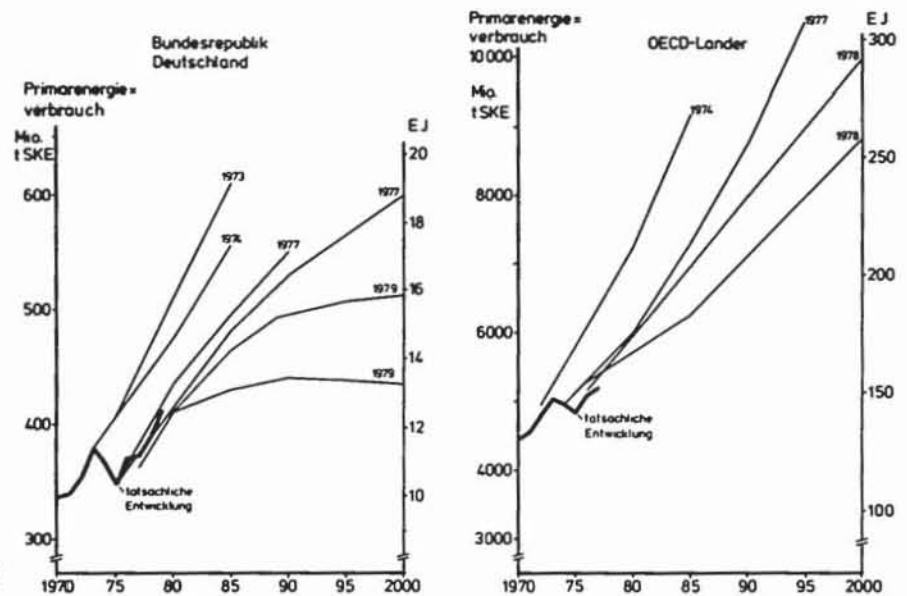 Bundesrepublik
Deutschland
Primarenergie=
verbrauch
Mio.
tSKE
EJ
600
500
400
300
20
18
16
14
12
10
1973
1974
1977
1977
1979
1979
tatsachliche
Entwicklung
1970 75 80 85 90 95 2000
Primarenergie=
verbrauch
OECD-Lander
EJ
10000
Mio.
tSKE
8000
6000
4000
3000
300
250
200
150
100
1974
1977
1978
1978
tatsachliche
Entwicklung
1970 75 80 85 90 95 2000